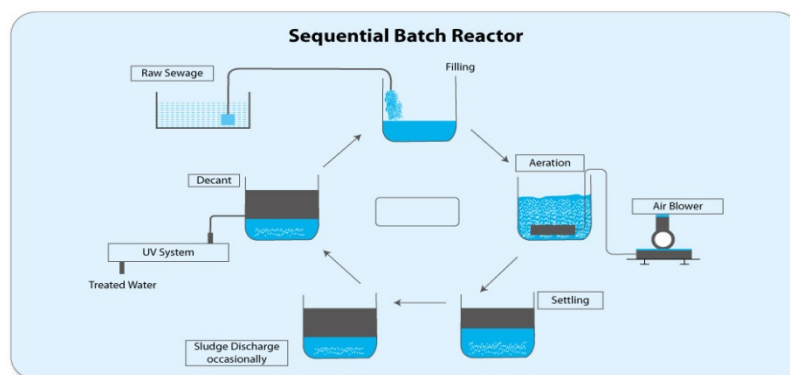 Sequential Batch Reactor
Raw Sewage
Filling
Aeration
Air Blower
Decant
UV System
Treated Water
Settling
Sludge Discharge
occasionally